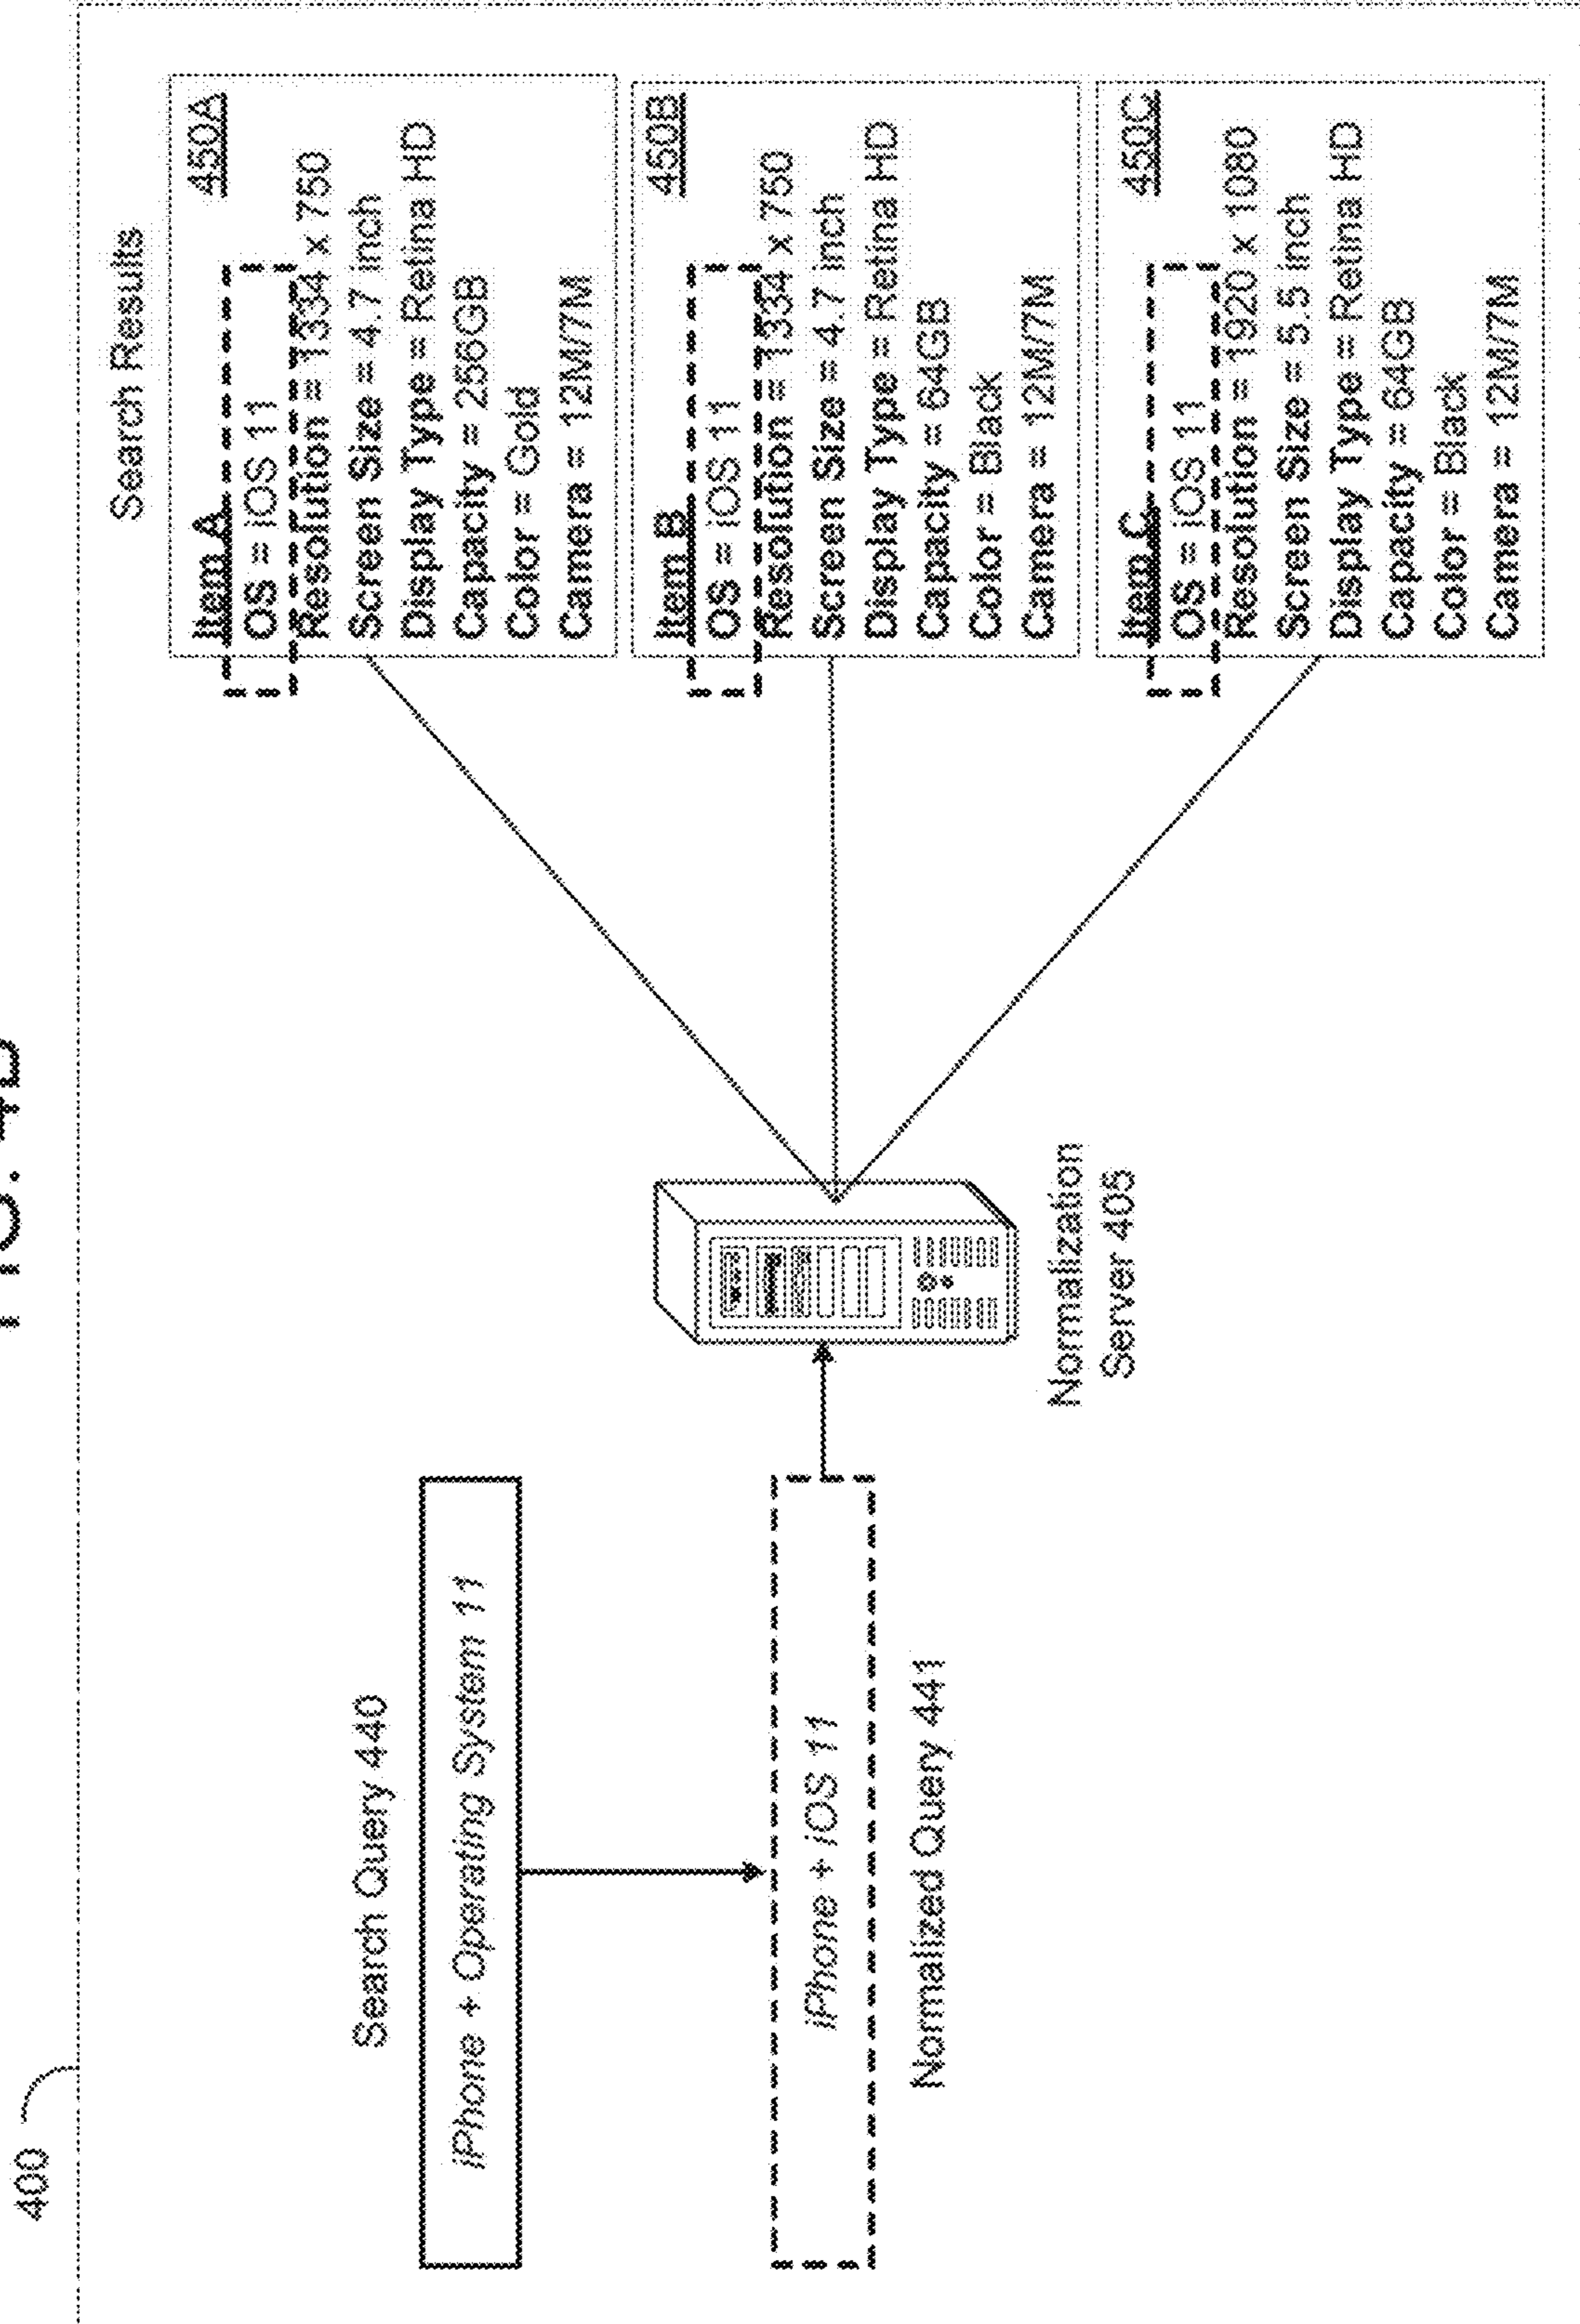 400
Search Query 440
iPhone + Operating System 11
iPhone + iOS 11
Normalized Query 441
Normalization
Server 405
Search Results
Item A 450A
OS = iOS 11
Resolution = 1334 x 750
Screen Size = 4.7 inch
Display Type = Retina HD
Capacity = 256GB
Color = Gold
Camera = 12M/7M
Item B 450B
OS = iOS 11
Resolution = 1334 x 750
Screen Size = 4.7 inch
Display Type = Retina HD
Capacity = 64GB
Color = Black
Camera = 12M/7M
Item C 450C
OS = iOS 11
Resolution = 1920 x 1080
Screen Size = 5.5 inch
Display Type = Retina HD
Capacity = 64GB
Color = Black
Camera = 12M/7M